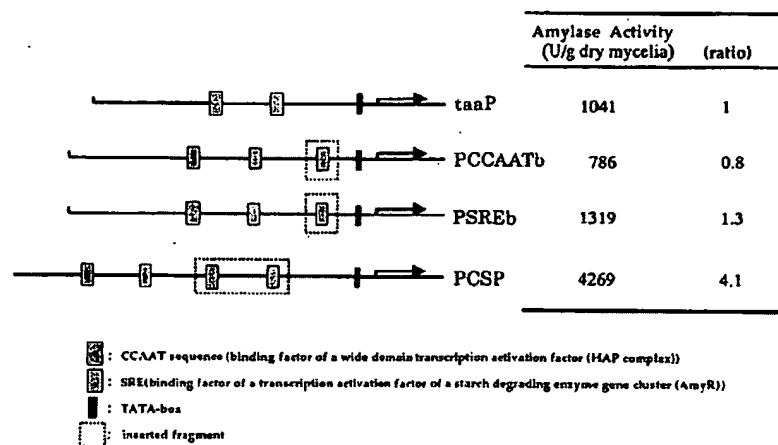 Amylase Activity
(U/g dry mycelia) (ratio)
taaP 1041 1
PCCAATb 786 0.8
PSREb 1319 1.3
PCSP 4269 4.1
: CCAAT sequence (binding factor of a wide domain transcription activation factor (HAP complex))
: SRE(binding factor of a transcription activation factor of a starch degrading enzyme gene cluster (AmyR))
: TATA-box
: inserted fragment